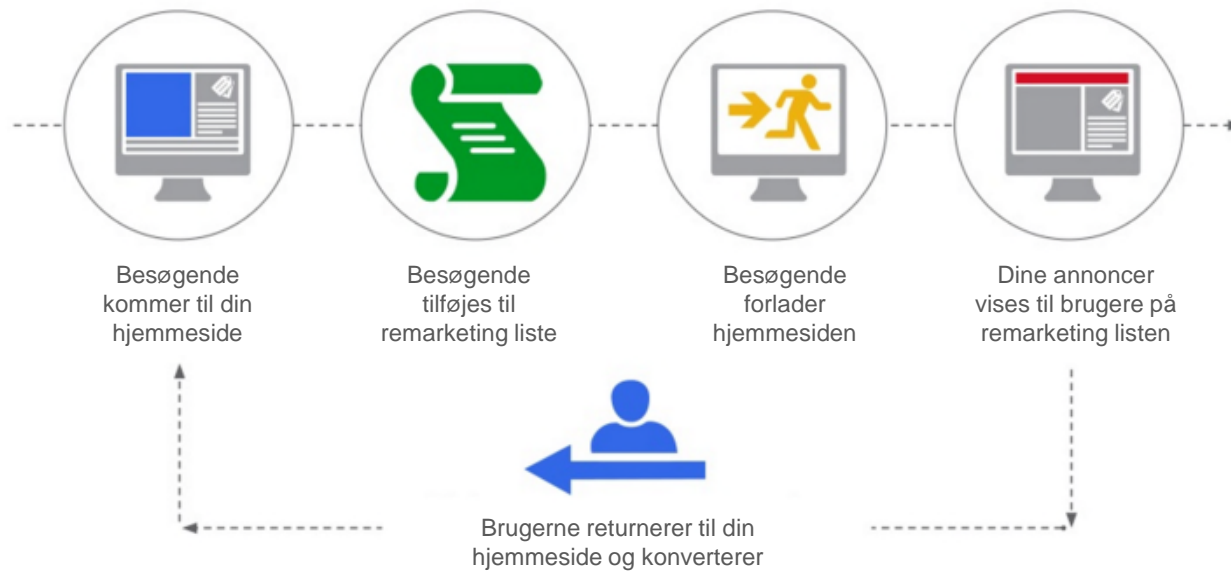 Besøgende
kommer til din
hjemmeside
Besøgende
tilføjes til
remarketing liste
Besøgende
forlader
hjemmesiden
Dine annoncer
vises til brugere på
remarketing listen
Brugerne returnerer til din
hjemmeside og konverterer